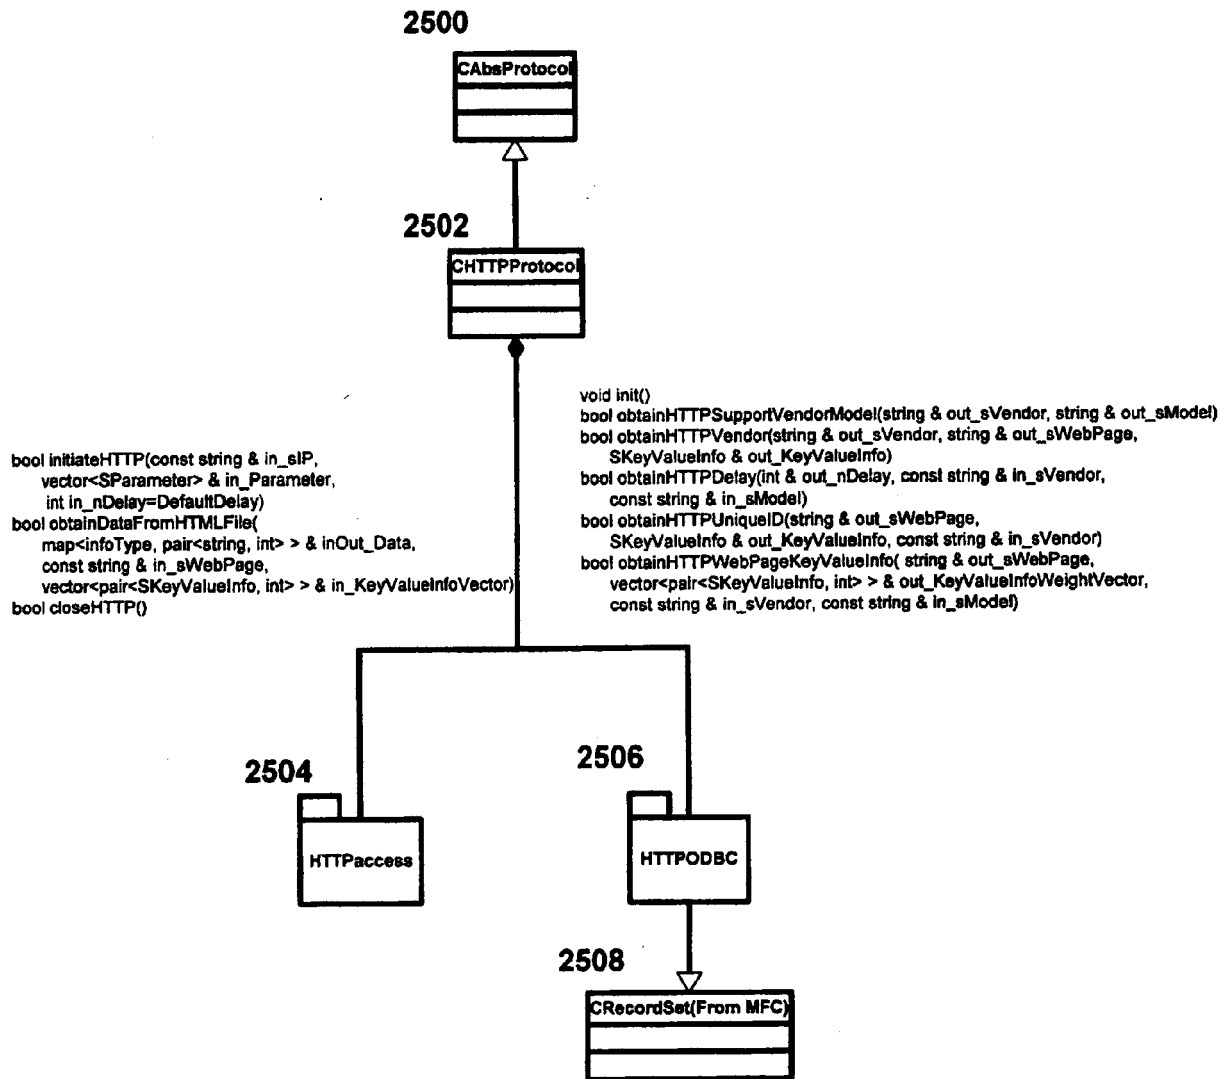 2500
CAbsProtocol
2502
CHTTPProtocol
bool initiateHTTP(const string & in_sIP,
vector<SParameter> & in_Parameter,
int in_nDelay=DefaultDelay)
bool obtainDataFromHTMLFile(
map<infoType, pair<string, int> > & inOut_Data,
const string & in_sWebPage,
vector<pair<SKeyValueInfo, int> > & in_KeyValueInfoVector)
bool closeHTTP()
void init()
bool obtainHTTPSupportVendorModel(string & out_sVendor, string & out_sModel)
bool obtainHTTPVendor(string & out_sVendor, string & out_sWebPage,
SKeyValueInfo & out_KeyValueInfo)
bool obtainHTTPDelay(int & out_nDelay, const string & in_sVendor,
const string & in_sModel)
bool obtainHTTPUniqueID(string & out_sWebPage,
SKeyValueInfo & out_KeyValueInfo, const string & in_sVendor)
bool obtainHTTPWebPageKeyValueInfo( string & out_sWebPage,
vector<pair<SKeyValueInfo, int> > & out_KeyValueInfoWeightVector,
const string & in_sVendor, const string & in_sModel)
2504
HTTPaccess
2506
HTTPODBC
2508
CRecordSet(From MFC)